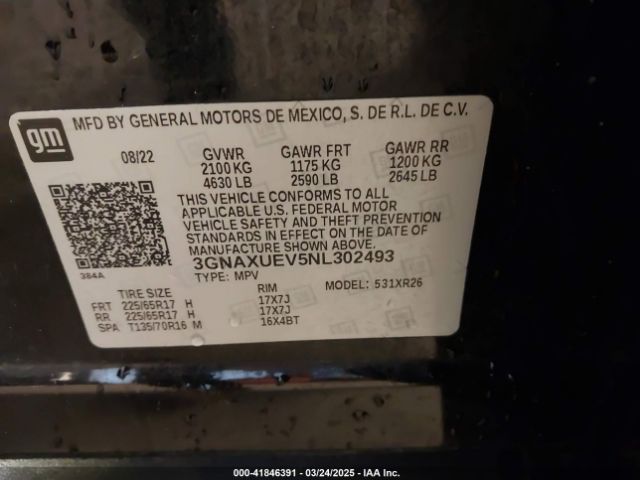 gm
MFD BY GENERAL MOTORS DE MEXICO, S. DE R.L. DE C.V.
08/22 GVWR GAWR FRT GAWR RR
2100 KG 1175 KG 1200 KG
4630 LB 2590 LB 2645 LB
THIS VEHICLE CONFORMS TO ALL
APPLICABLE U.S. FEDERAL MOTOR
VEHICLE SAFETY AND THEFT PREVENTION
STANDARDS IN EFFECT ON THE DATE OF
MANUFACTURE SHOWN ABOVE.
3GNAXUEV5NL302493
384A TYPE: MPV
TIRE SIZE RIM MODEL: 531XR26
FRT 225/65R17 H 17X7J
RR 225/65R17 H 17X7J
SPA T135/70R16 M 16X4BT
©-41846391 — 03/24/2025 — IAA Inc.